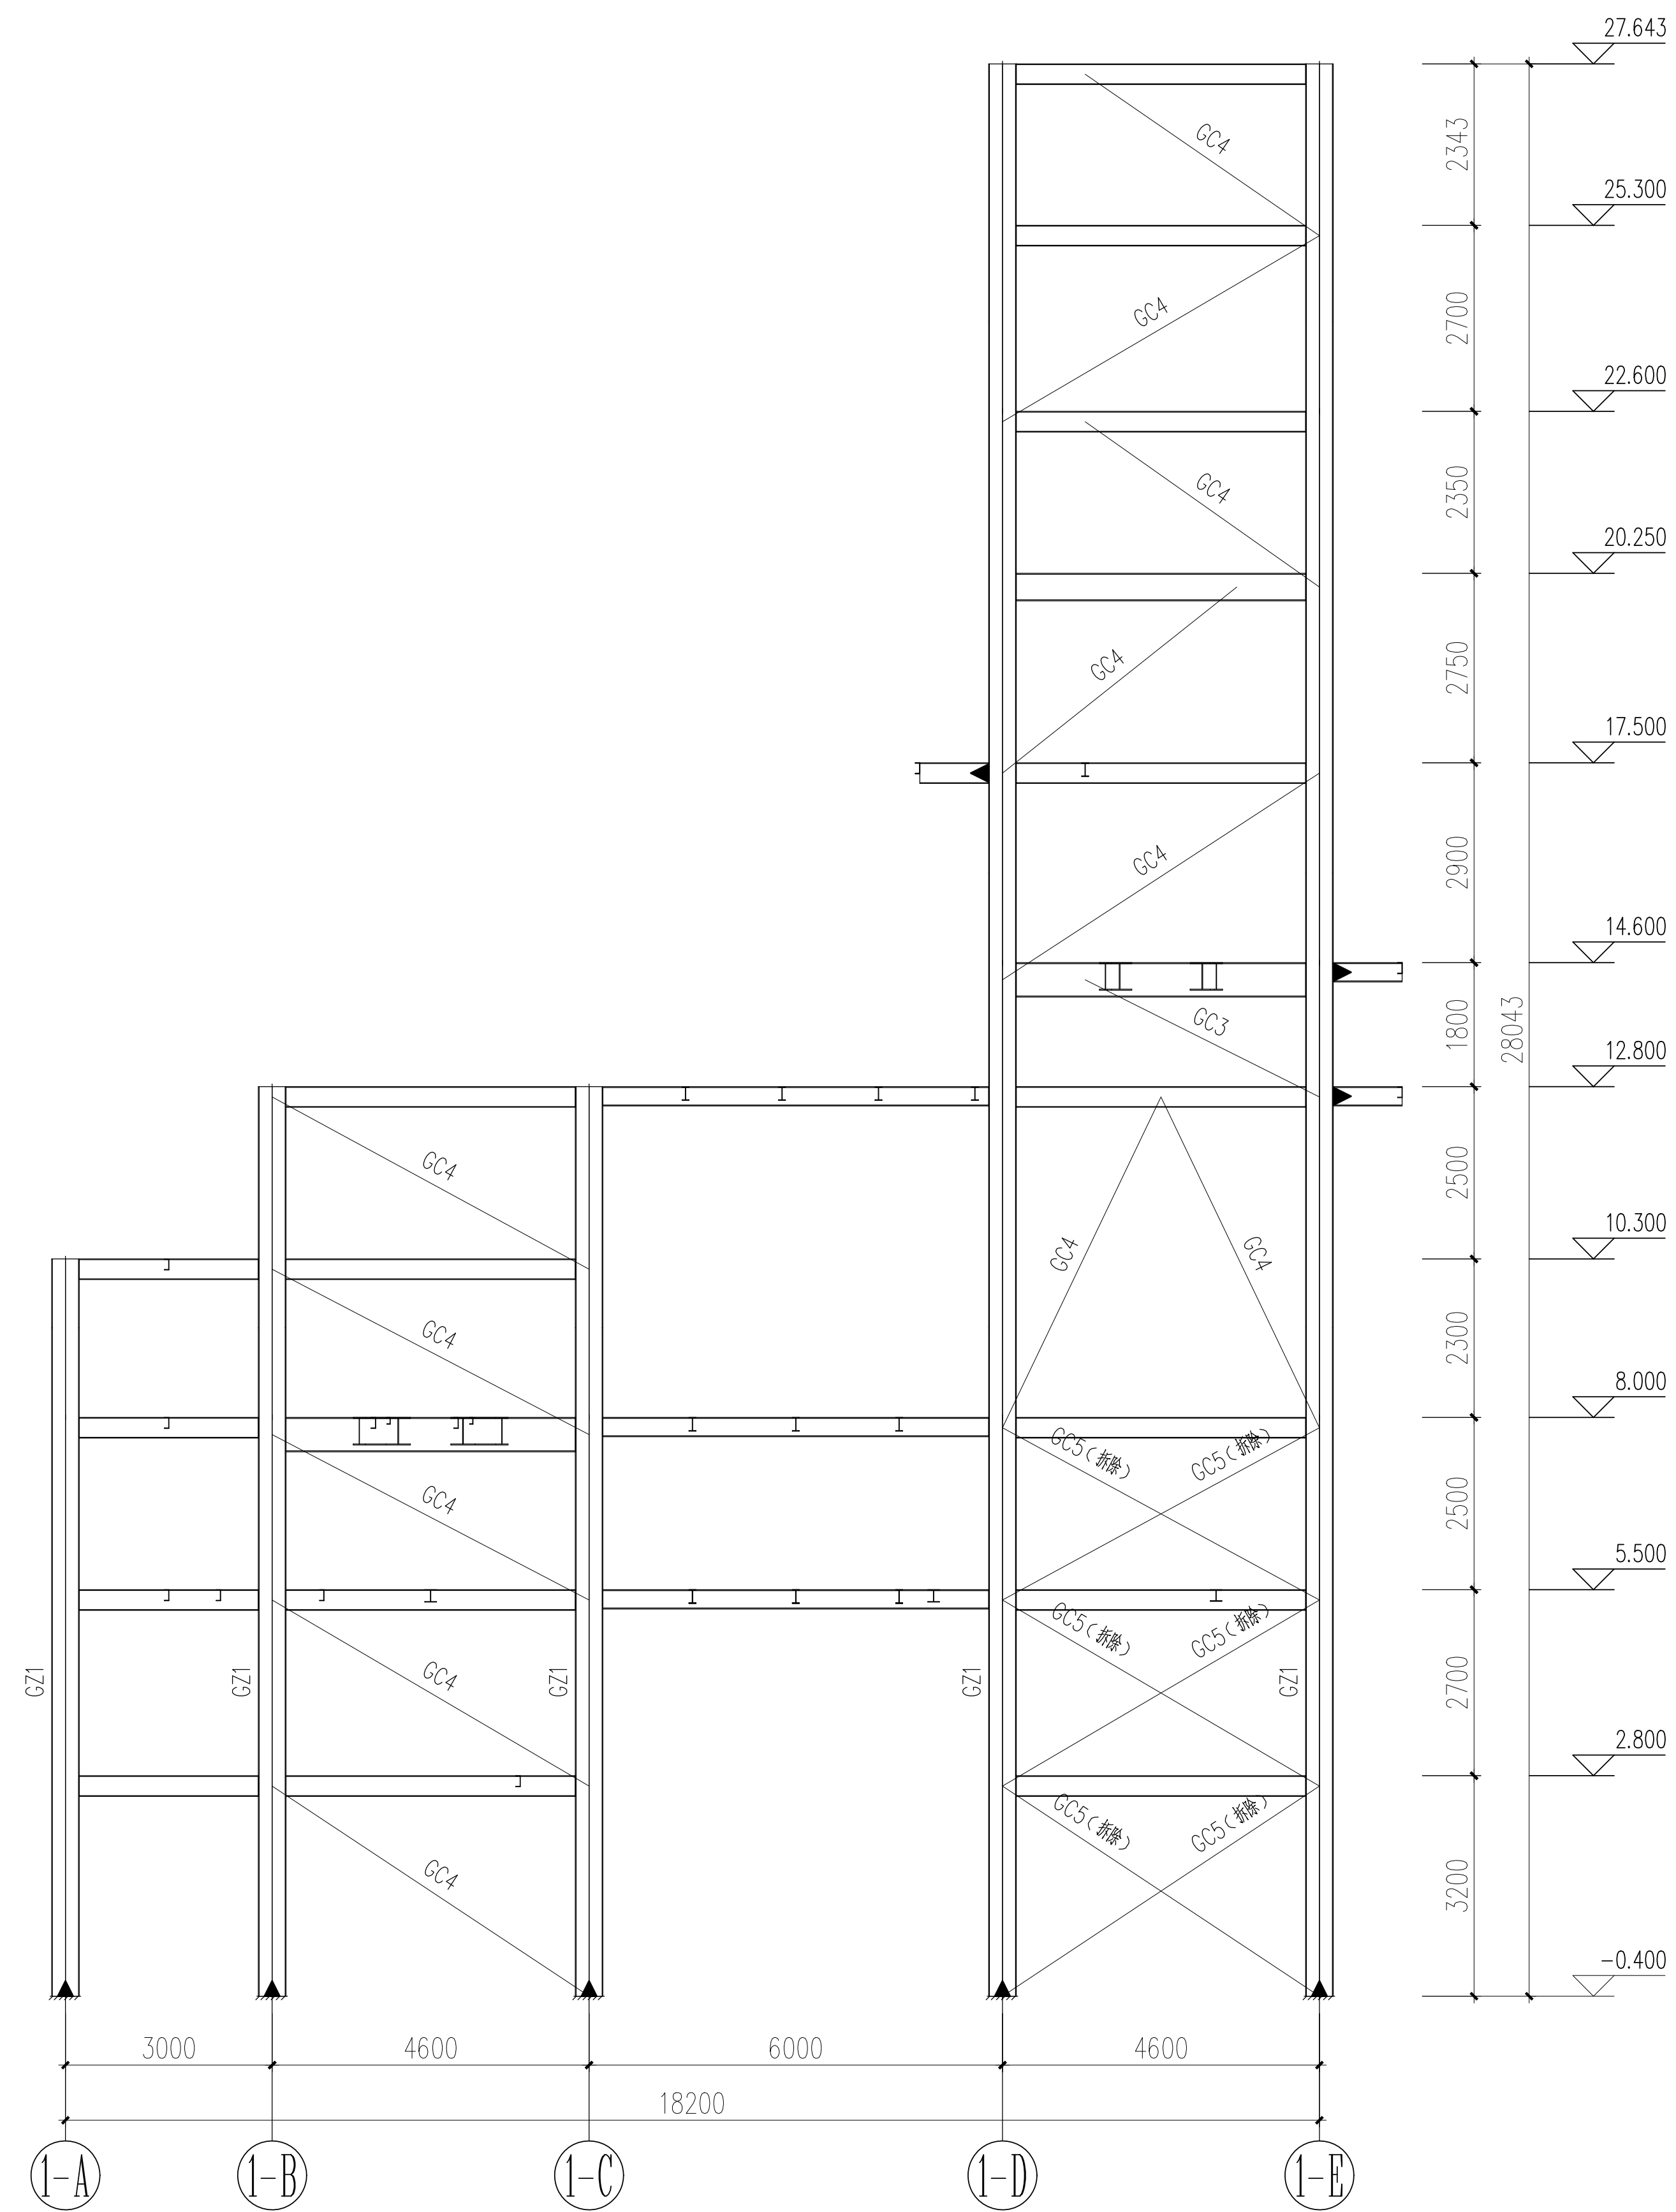 27.643
GC4
2343
25.300
GC4
2700
22.600
GC4
2350
20.250
GC4
2750
17.500
GC4
2900
14.600
GC3
1800
28043
12.800
GC4
2500
10.300
GC4
GC4
GC4
2300
8.000
GC5(拆除)
GC5(拆除)
GC4
2500
5.500
GC5(拆除)
GC5(拆除)
GZ1
GZ1
GC4
GZ1
GZ1
GZ1
2700
2.800
GC5(拆除)
GC5(拆除)
GC4
3200
-0.400
3000
4600
6000
4600
18200
1-A
1-B
1-C
1-D
1-E